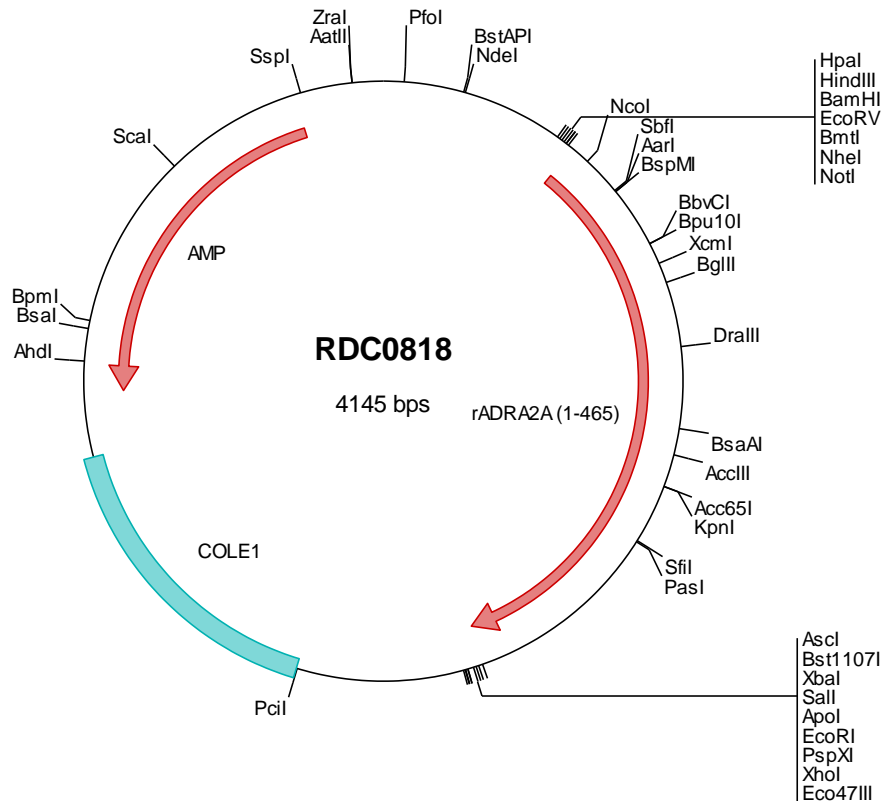 ZraI
AatII
PfoI
BstAPI
NdeI
SspI
ScaI
HpaI
HindIII
BamHI
EcoRV
BmtI
NheI
NotI
NcoI
SbfI
AarI
BspMI
BbvCI
Bpu10I
XcmI
BglII
AMP
BpmI
BsaI
AhdI
RDC0818
4145 bps
DraIII
rADRA2A (1-465)
BsaAI
AccIII
Acc65I
KpnI
COLE1
SfiI
PasI
PciI
AscI
Bst1107I
XbaI
SalI
ApoI
EcoRI
PspXI
XhoI
Eco47III